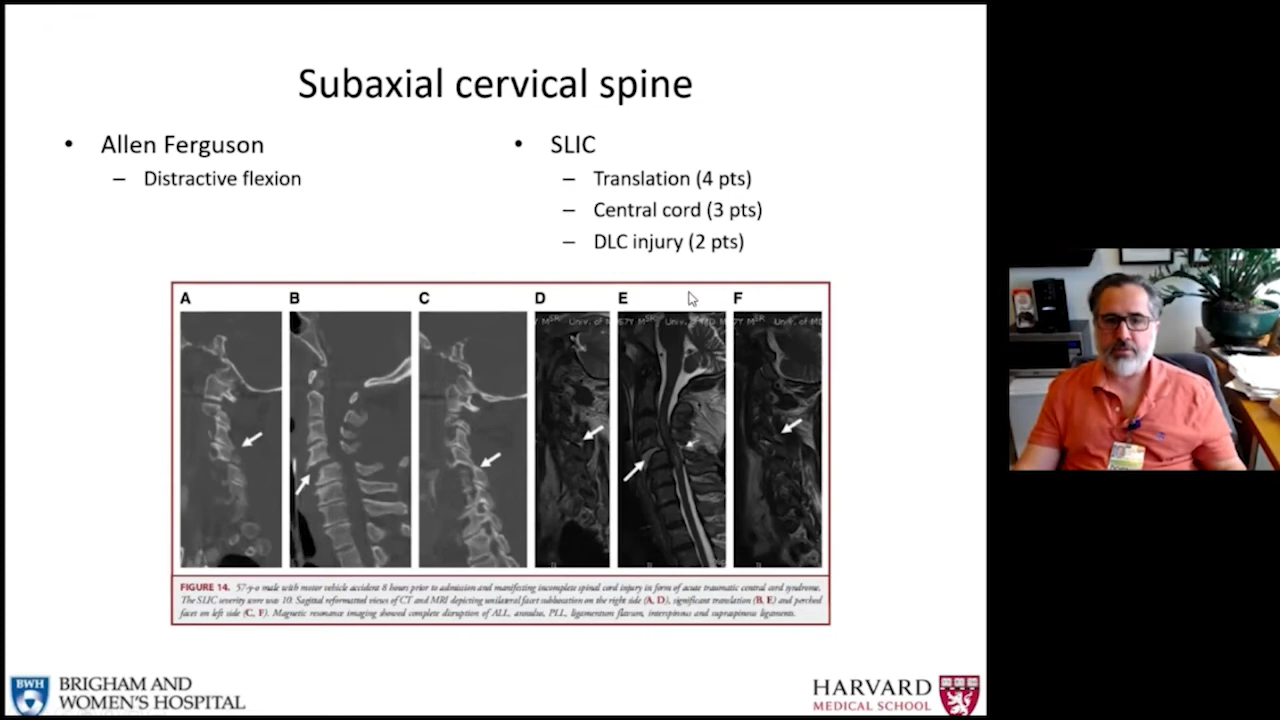 Subaxial cervical spine
• Allen Ferguson
– Distractive flexion
• SLIC
– Translation (4 pts)
– Central cord (3 pts)
– DLC injury (2 pts)
A B C D E F
FIGURE 14. 57-y-o male with motor vehicle accident 8 hours prior to admission and manifesting incomplete spinal cord injury in form of acute traumatic central cord syndrome.
The SLIC severity score was 10. Sagittal reformatted views of CT and MRI depicting unilateral facet subluxation on the right side (A, D), significant translation (B, E) and perched
facet on left side (C, F). Magnetic resonance imaging showed complete disruption of ALL, annulus, PLL, ligamentum flavum, interspinous and supraspinous ligaments.
BWH
BRIGHAM AND
WOMEN'S HOSPITAL
HARVARD
MEDICAL SCHOOL